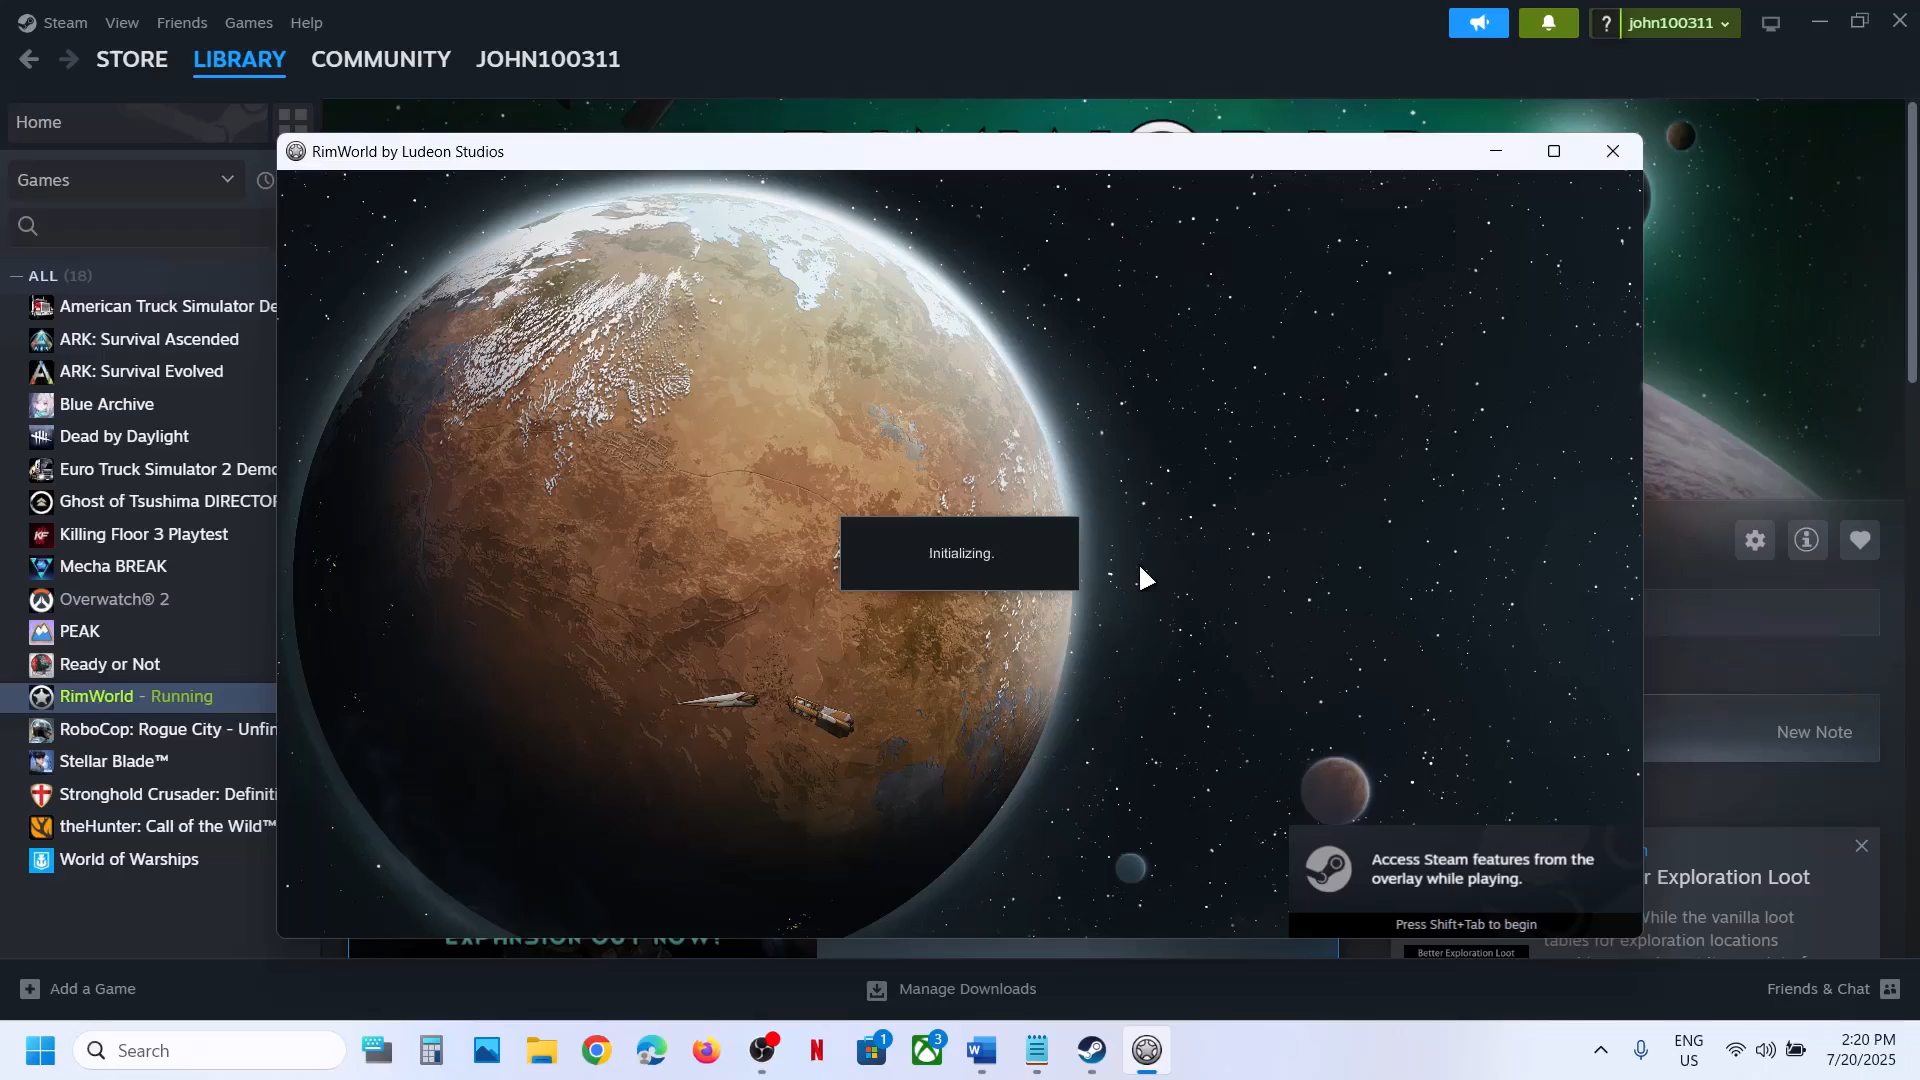 Steam View Friends Games Help
john100311
STORE LIBRARY COMMUNITY JOHN100311
Home
RimWorld by Ludeon Studios
Games
ALL (18)
American Truck Simulator De
ARK: Survival Ascended
ARK: Survival Evolved
Blue Archive
Dead by Daylight
Euro Truck Simulator 2 Demo
Ghost of Tsushima DIRECTOR
Killing Floor 3 Playtest
Mecha BREAK
Overwatch® 2
PEAK
Ready or Not
RimWorld - Running
RoboCop: Rogue City - Unfin
Stellar Blade™
Stronghold Crusader: Definiti
theHunter: Call of the Wild™
World of Warships
Initializing.
New Note
Access Steam features from the
overlay while playing.
Press Shift+Tab to begin
r Exploration Loot
While the vanilla loot
tables for exploration locations
Better Exploration Loot
EXPANSION OUT NOW!
Add a Game
Manage Downloads
Friends & Chat
Search
1
3
ENG
US
2:20 PM
7/20/2025